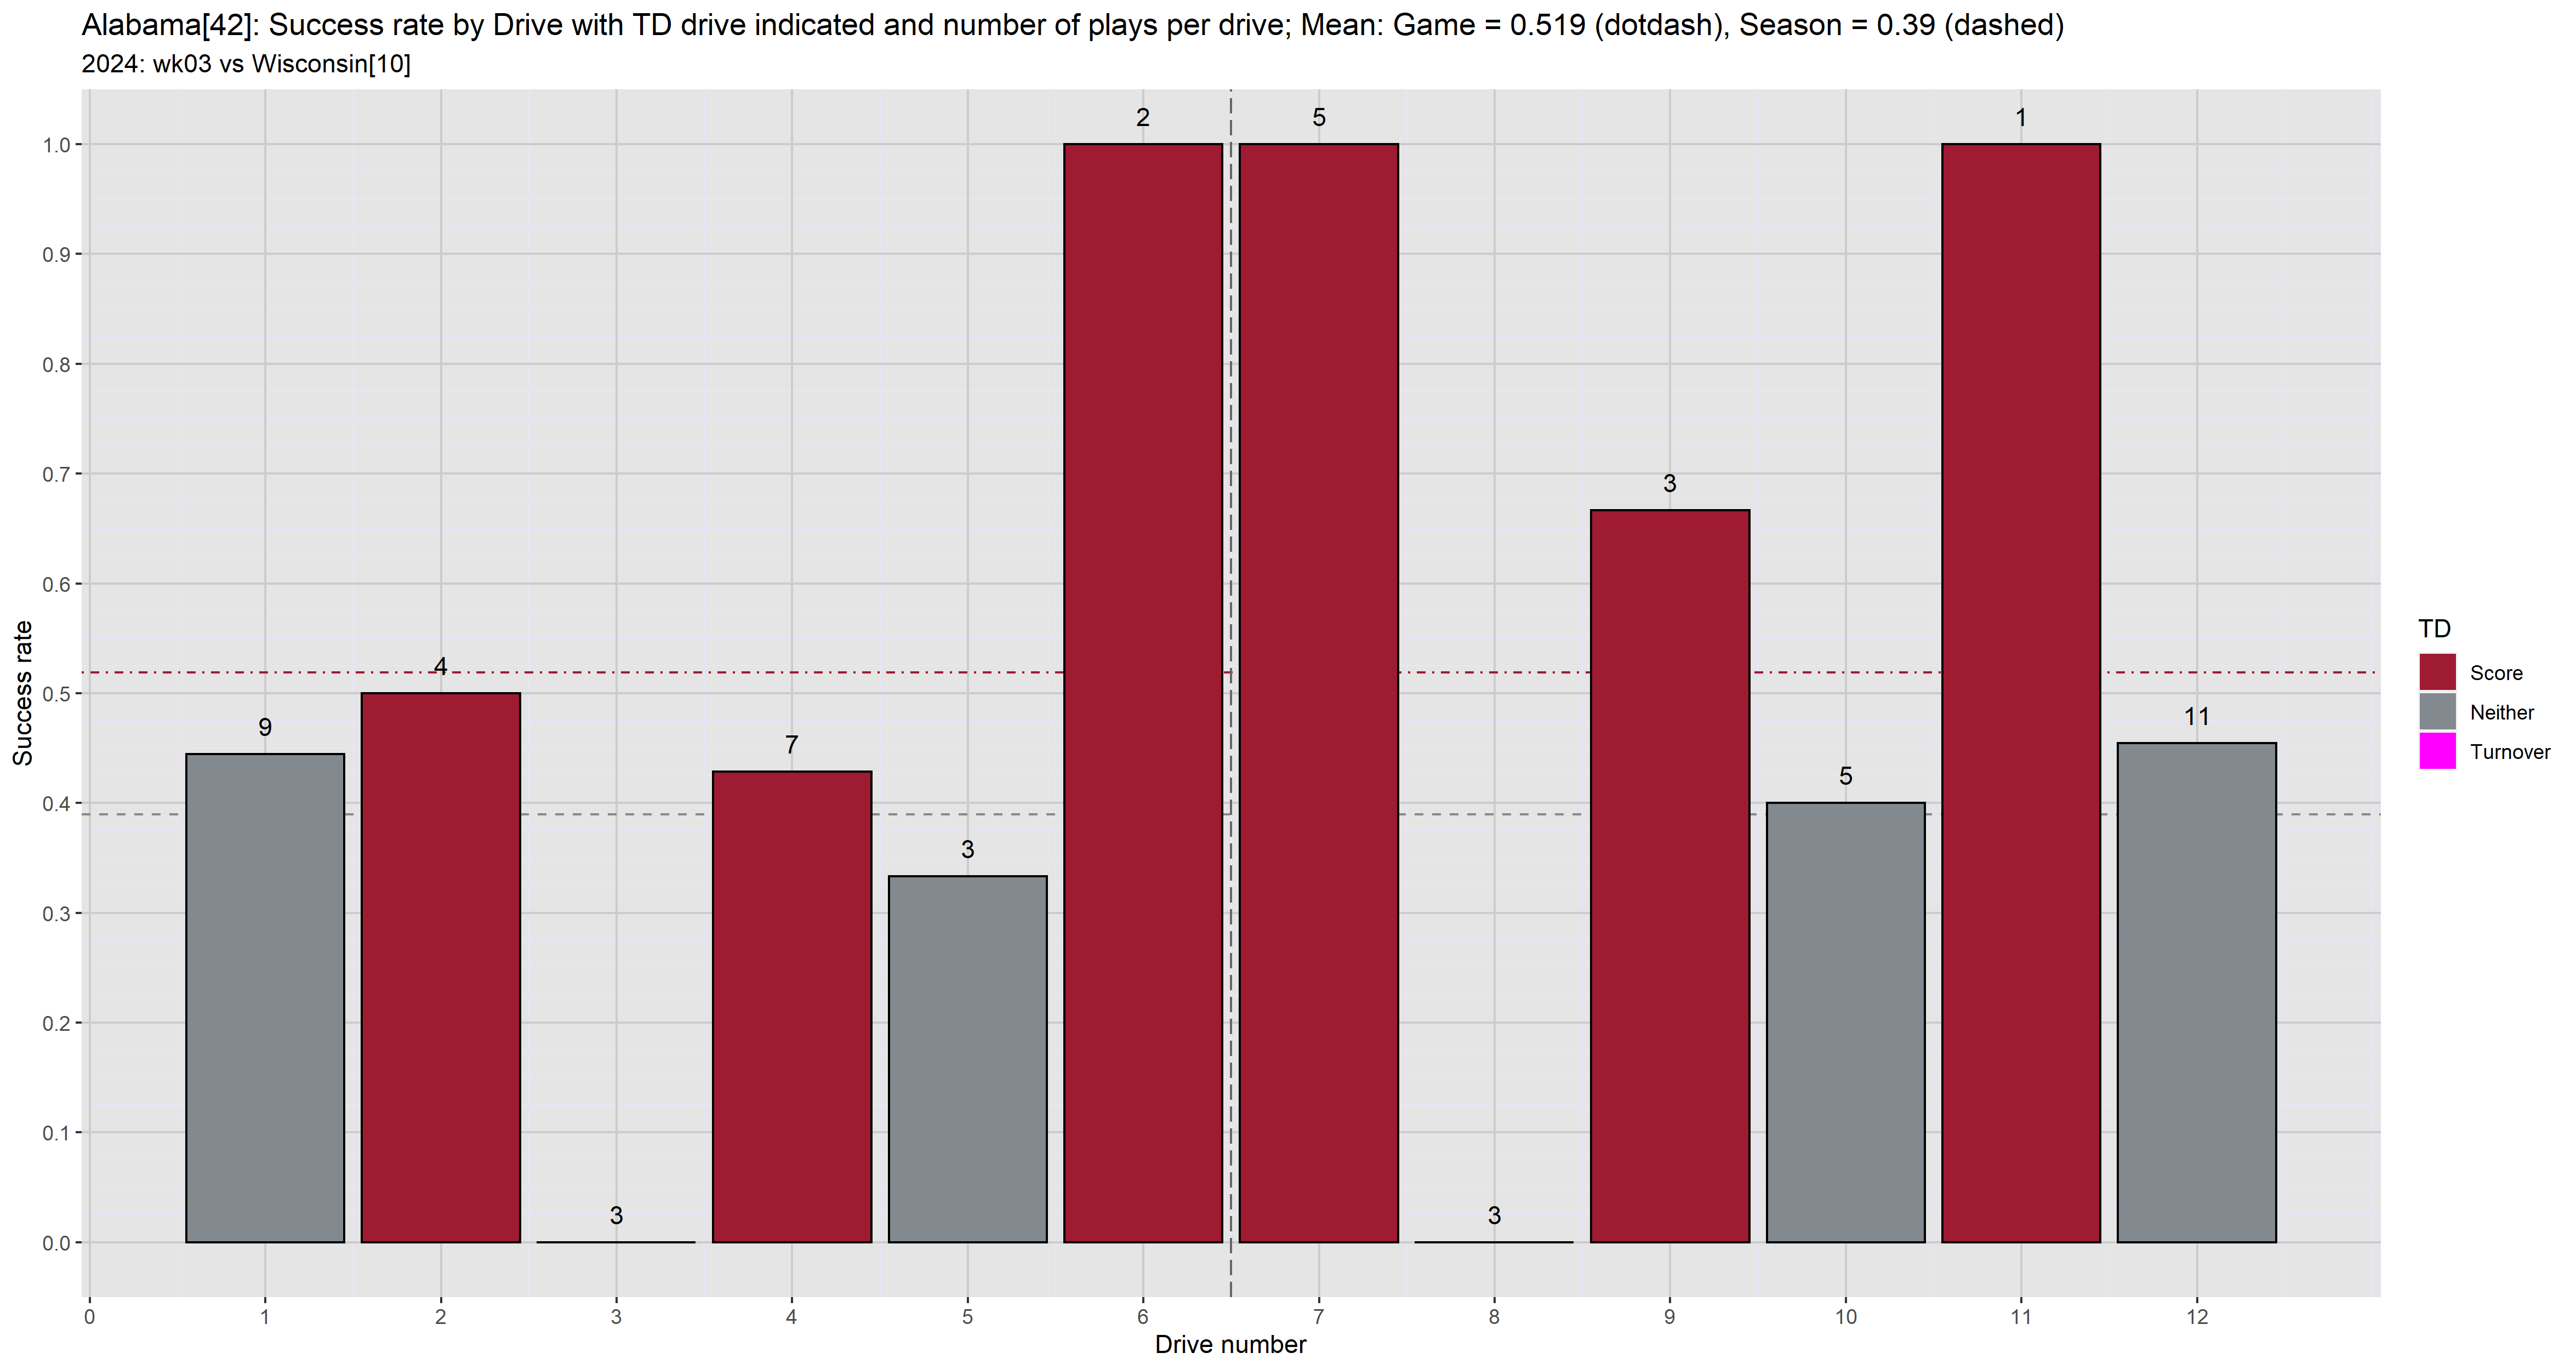 Alabama[42]: Success rate by Drive with TD drive indicated and number of plays per drive; Mean: Game = 0.519 (dotdash), Season = 0.39 (dashed)
2024: wk03 vs Wisconsin[10]
Success rate
1.0
0.9
0.8
0.7
0.6
0.5
0.4
0.3
0.2
0.1
0.0
9
4
3
7
3
2
5
3
3
5
1
11
0 1 2 3 4 5 6 7 8 9 10 11 12
Drive number
TD
Score
Neither
Turnover